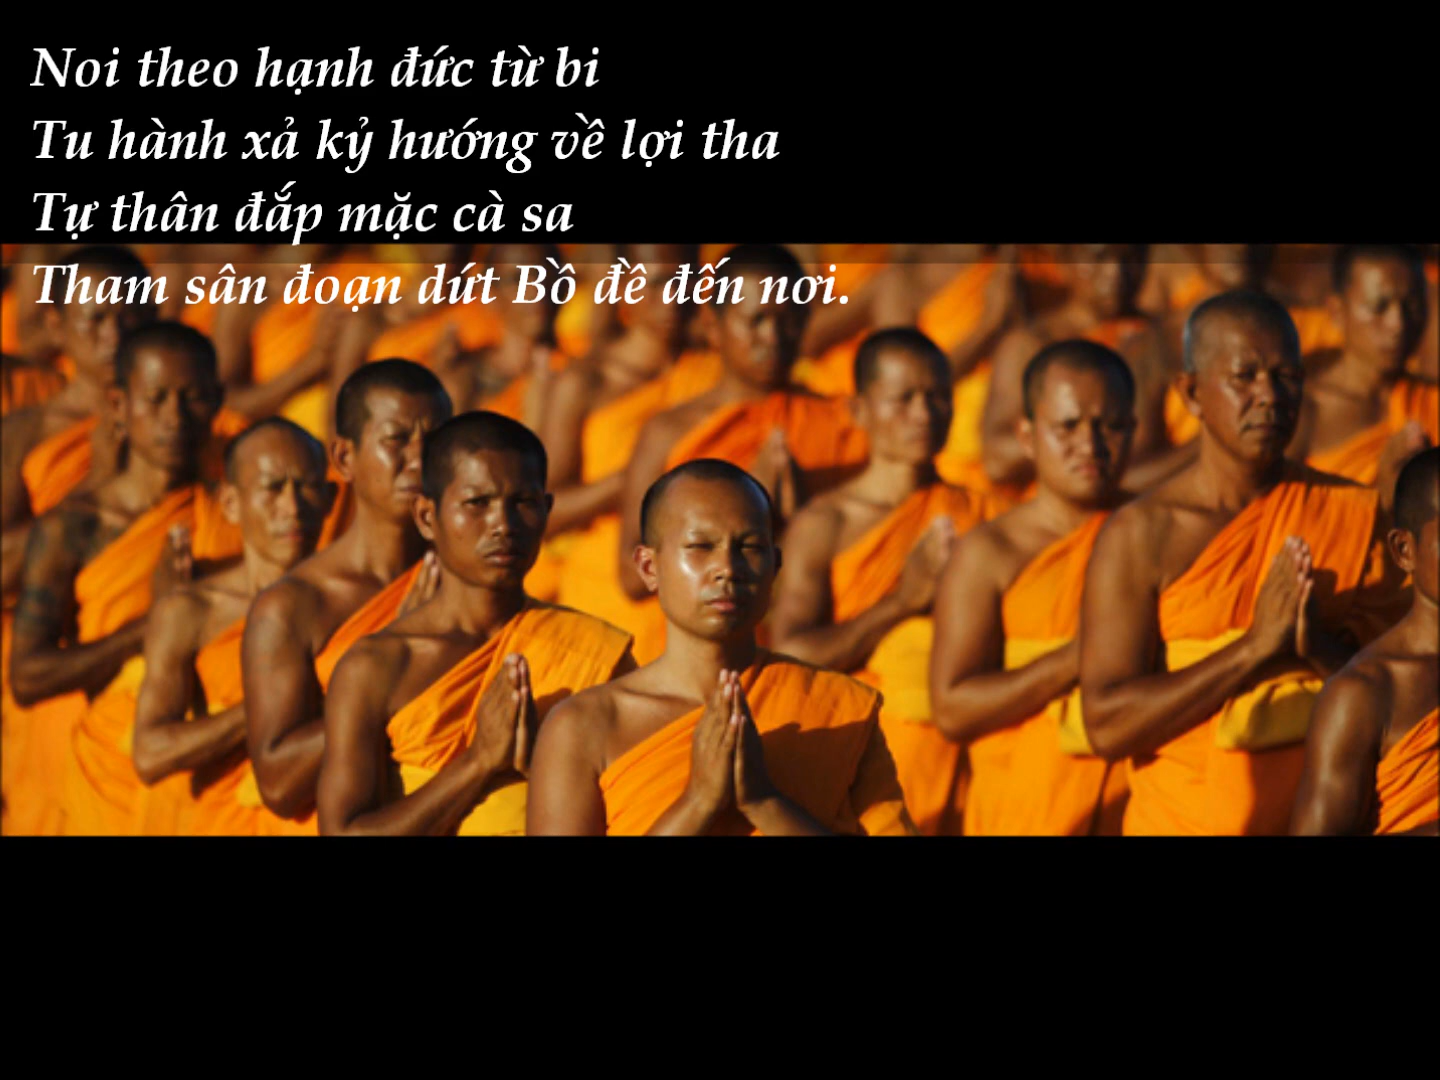 Noi theo hạnh đức từ bi
Tu hành xả kỷ hướng về lợi tha
Tự thân đắp mặc cà sa
Tham sân đoạn dứt Bồ đề đến nơi.